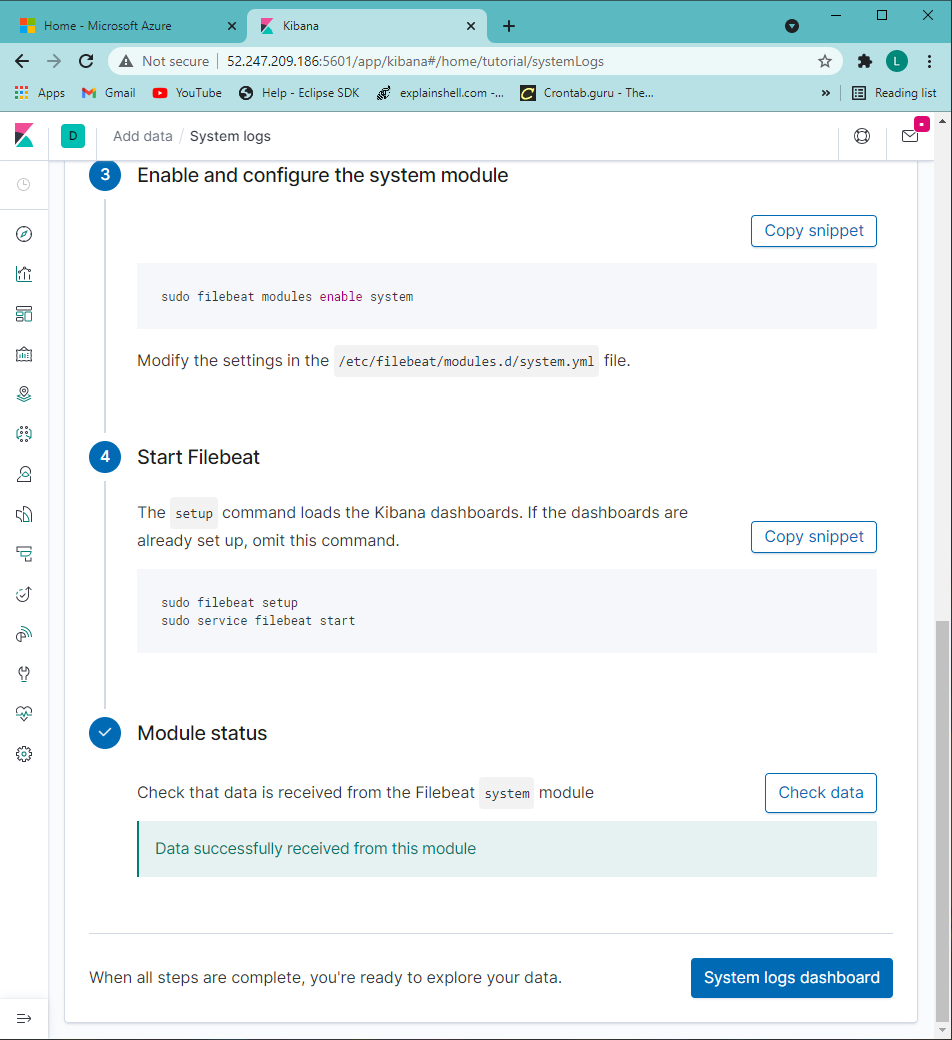 Home - Microsoft Azure
Kibana
Not secure
52.247.209.186:5601/app/kibana#/home/tutorial/systemLogs
L
Apps
Gmail
YouTube
Help - Eclipse SDK
explainshell.com -...
Crontab.guru - The...
»
Reading list
D
Add data / System logs
3
Enable and configure the system module
Copy snippet
sudo filebeat modules enable system
Modify the settings in the /etc/filebeat/modules.d/system.yml file.
4
Start Filebeat
The setup command loads the Kibana dashboards. If the dashboards are
already set up, omit this command.
Copy snippet
sudo filebeat setup
sudo service filebeat start
Module status
Check that data is received from the Filebeat system module
Check data
Data successfully received from this module
When all steps are complete, you're ready to explore your data.
System logs dashboard